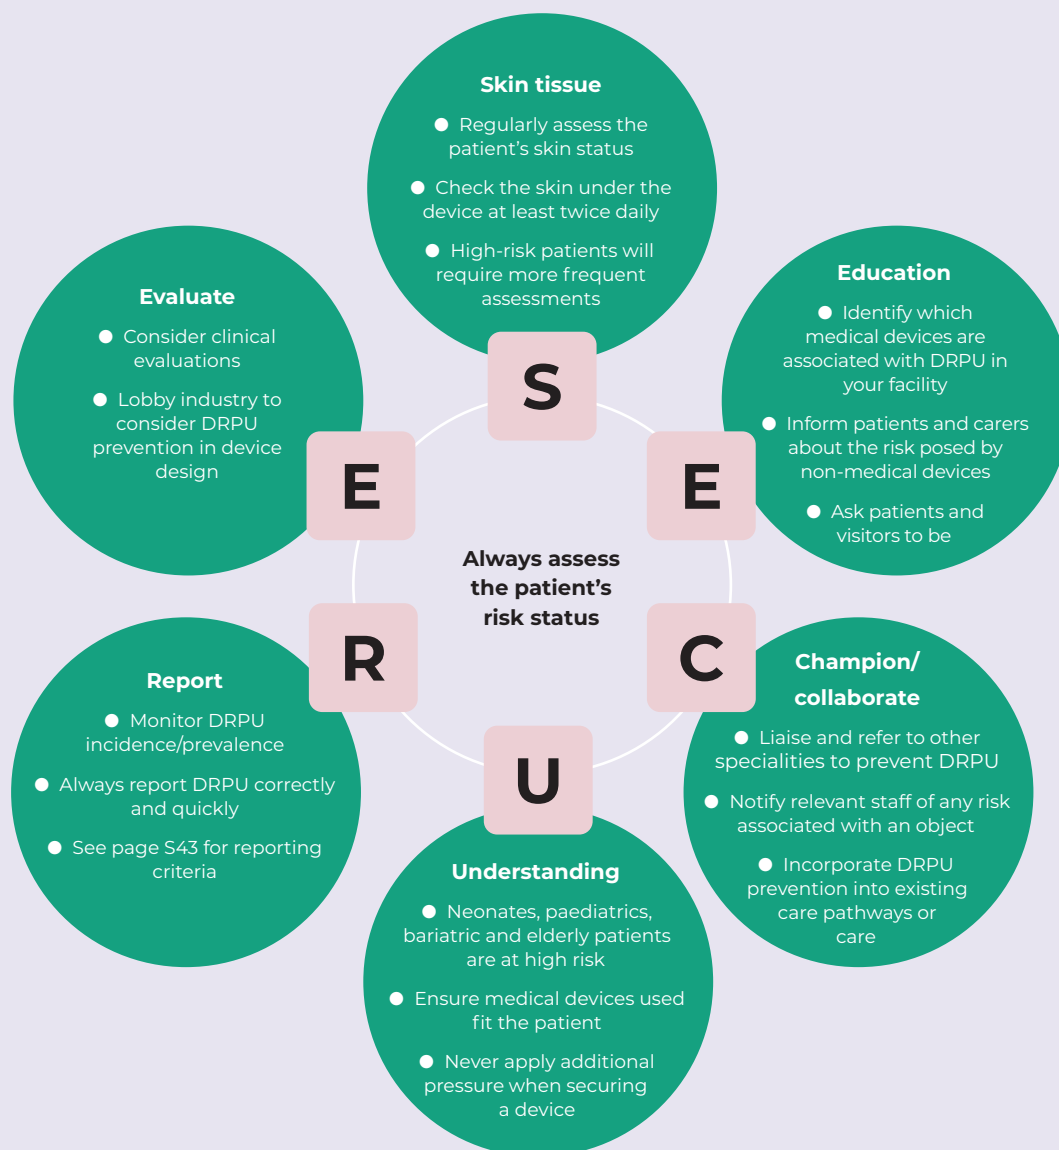 Skin tissue
● Regularly assess the
patient's skin status
● Check the skin under the
device at least twice daily
● High-risk patients will
require more frequent
assessments
S
Education
● Identify which
medical devices are
associated with DRPU in
your facility
● Inform patients and carers
about the risk posed by
non-medical devices
● Ask patients and
visitors to be
E
Champion/
collaborate
● Liaise and refer to other
specialities to prevent DRPU
● Notify relevant staff of any risk
associated with an object
● Incorporate DRPU
prevention into existing
care pathways or
care
C
Understanding
● Neonates, paediatrics,
bariatric and elderly patients
are at high risk
● Ensure medical devices used
fit the patient
● Never apply additional
pressure when securing
a device
U
Report
● Monitor DRPU
incidence/prevalence
● Always report DRPU correctly
and quickly
● See page S43 for reporting
criteria
R
Evaluate
● Consider clinical
evaluations
● Lobby industry to
consider DRPU
prevention in device
design
E
Always assess
the patient's
risk status